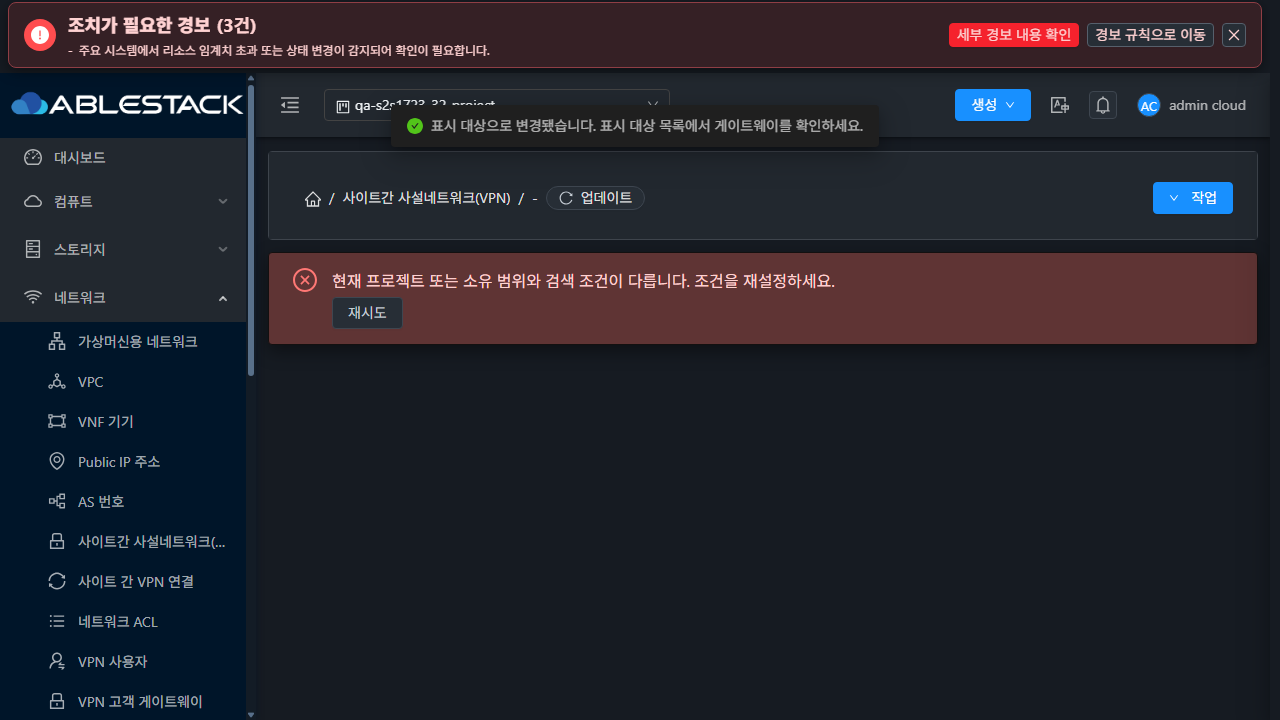 조치가 필요한 경보 (3건)
- 주요 시스템에서 리소스 임계치 초과 또는 상태 변경이 감지되어 확인이 필요합니다.
세부 경보 내용 확인
경보 규칙으로 이동
ABLESTACK
qa-s2s1723-32-project
표시 대상으로 변경됐습니다. 표시 대상 목록에서 게이트웨이를 확인하세요.
생성
AC
admin cloud
대시보드
컴퓨트
스토리지
네트워크
가상머신용 네트워크
VPC
VNF 기기
Public IP 주소
AS 번호
사이트간 사설네트워크(...
사이트 간 VPN 연결
네트워크 ACL
VPN 사용자
VPN 고객 게이트웨이
/ 사이트간 사설네트워크(VPN) / -
업데이트
작업
현재 프로젝트 또는 소유 범위와 검색 조건이 다릅니다. 조건을 재설정하세요.
재시도